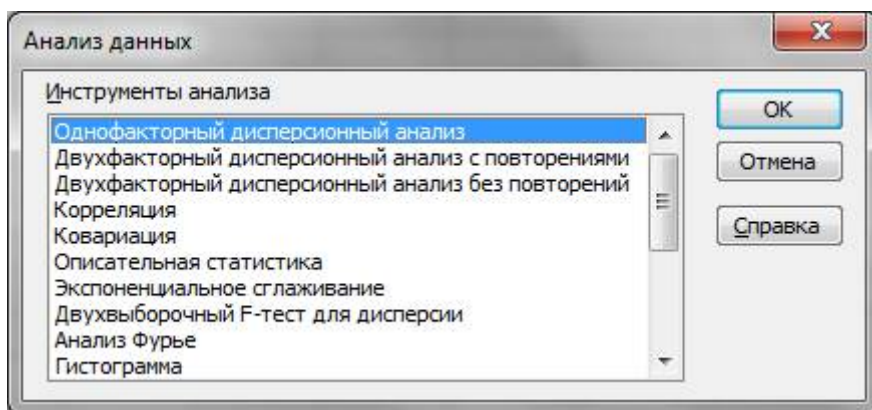 Анализ данных
Инструменты анализа
Однофакторный дисперсионный анализ
Двухфакторный дисперсионный анализ с повторениями
Двухфакторный дисперсионный анализ без повторений
Корреляция
Ковариация
Описательная статистика
Экспоненциальное сглаживание
Двухвыборочный F-тест для дисперсии
Анализ Фурье
Гистограмма
OK
Отмена
Справка